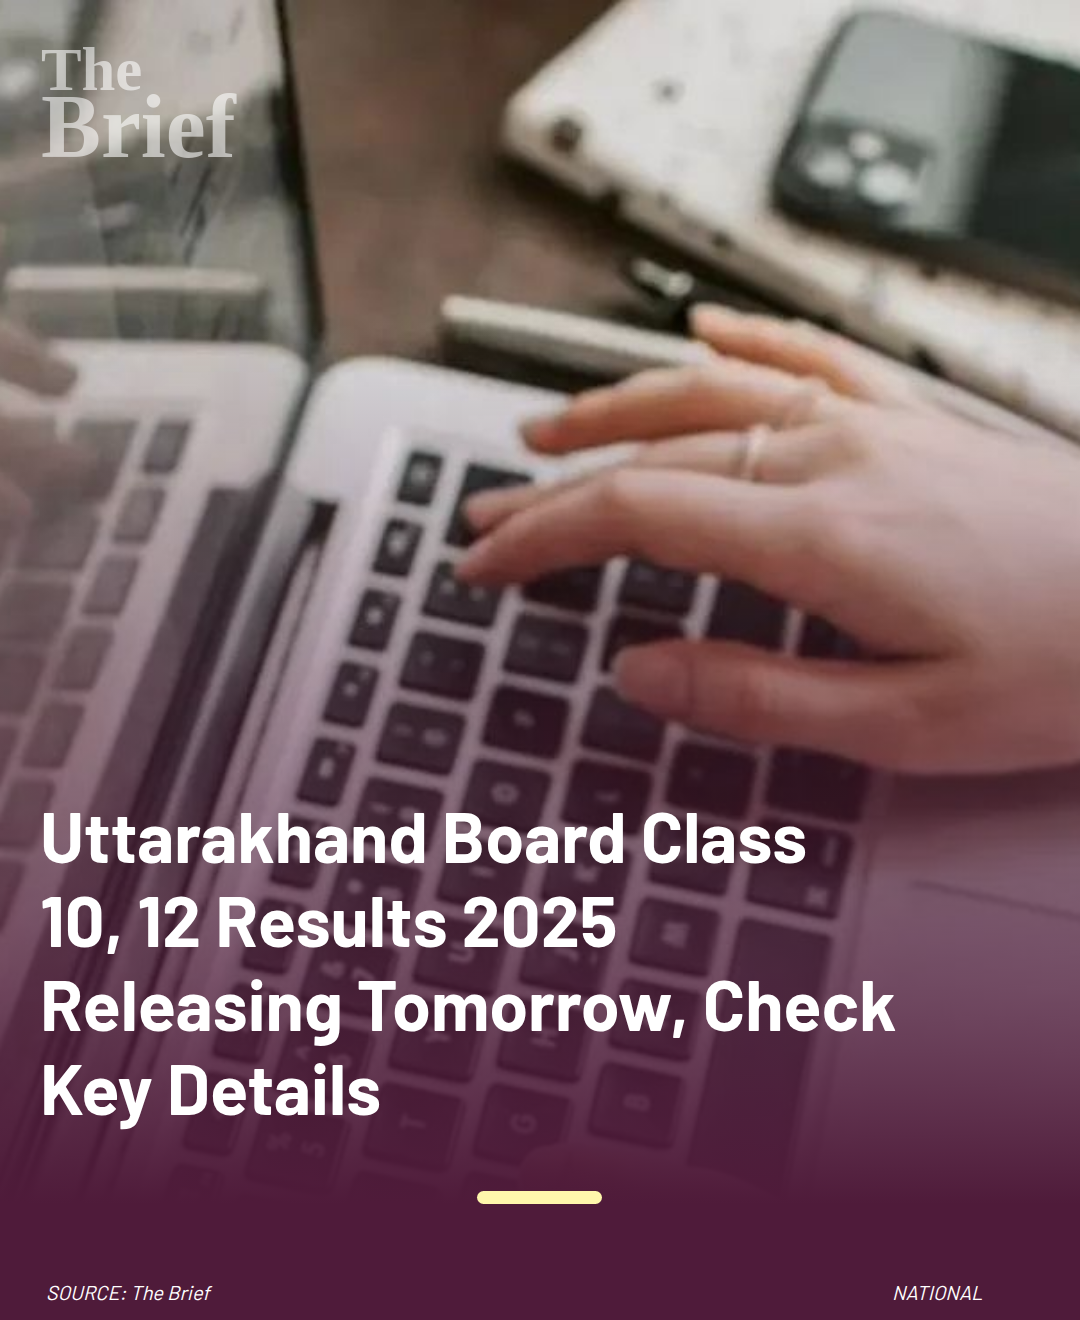 The
Brief
Uttarakhand Board Class
10, 12 Results 2025
Releasing Tomorrow, Check
Key Details
SOURCE: The Brief
NATIONAL